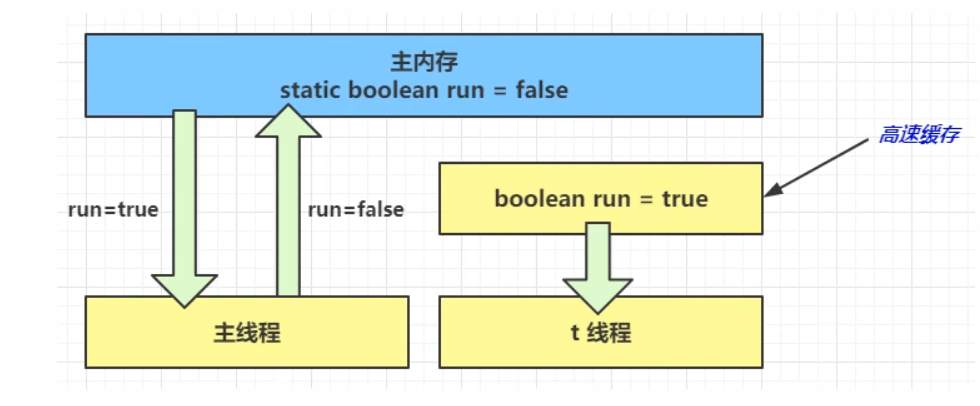 主内存
static boolean run = false
高速缓存
run=true
run=false
boolean run = true
主线程
t 线程